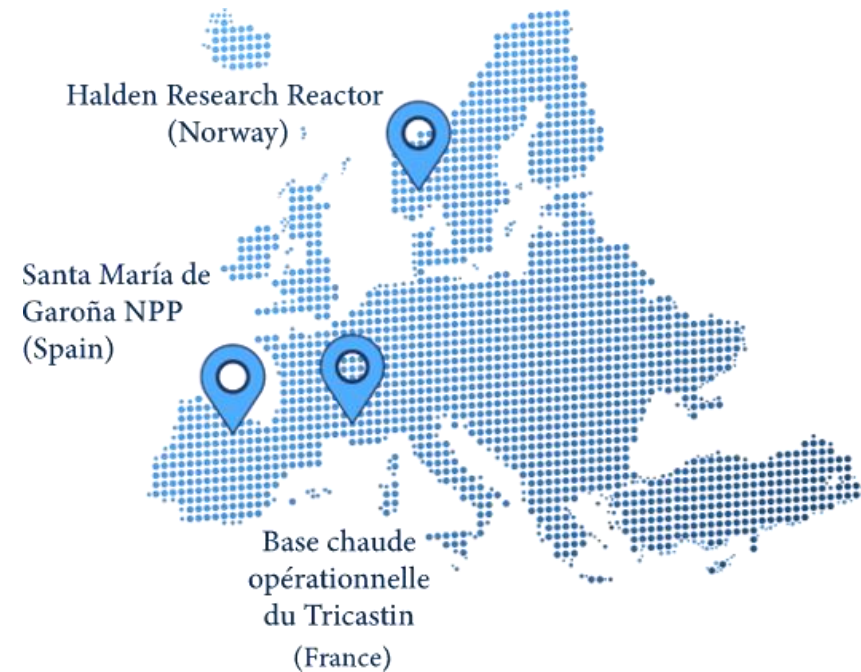 Halden Research Reactor
(Norway)
Santa María de
Garoña NPP
(Spain)
Base chaude
opérationnelle
du Tricastin
(France)